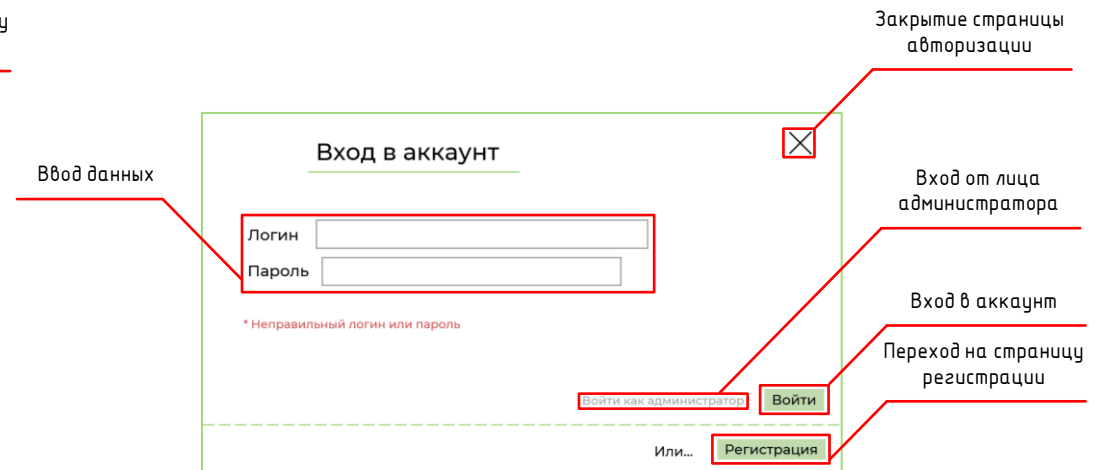 у
Закрытие страницы
авторизации
Вход в аккаунт
Ввод данных
Вход от лица
администратора
Логин
Пароль
Вход в аккаунт
* Неправильный логин или пароль
Переход на страницу
регистрации
Войти как администратор
Войти
Или...
Регистрация